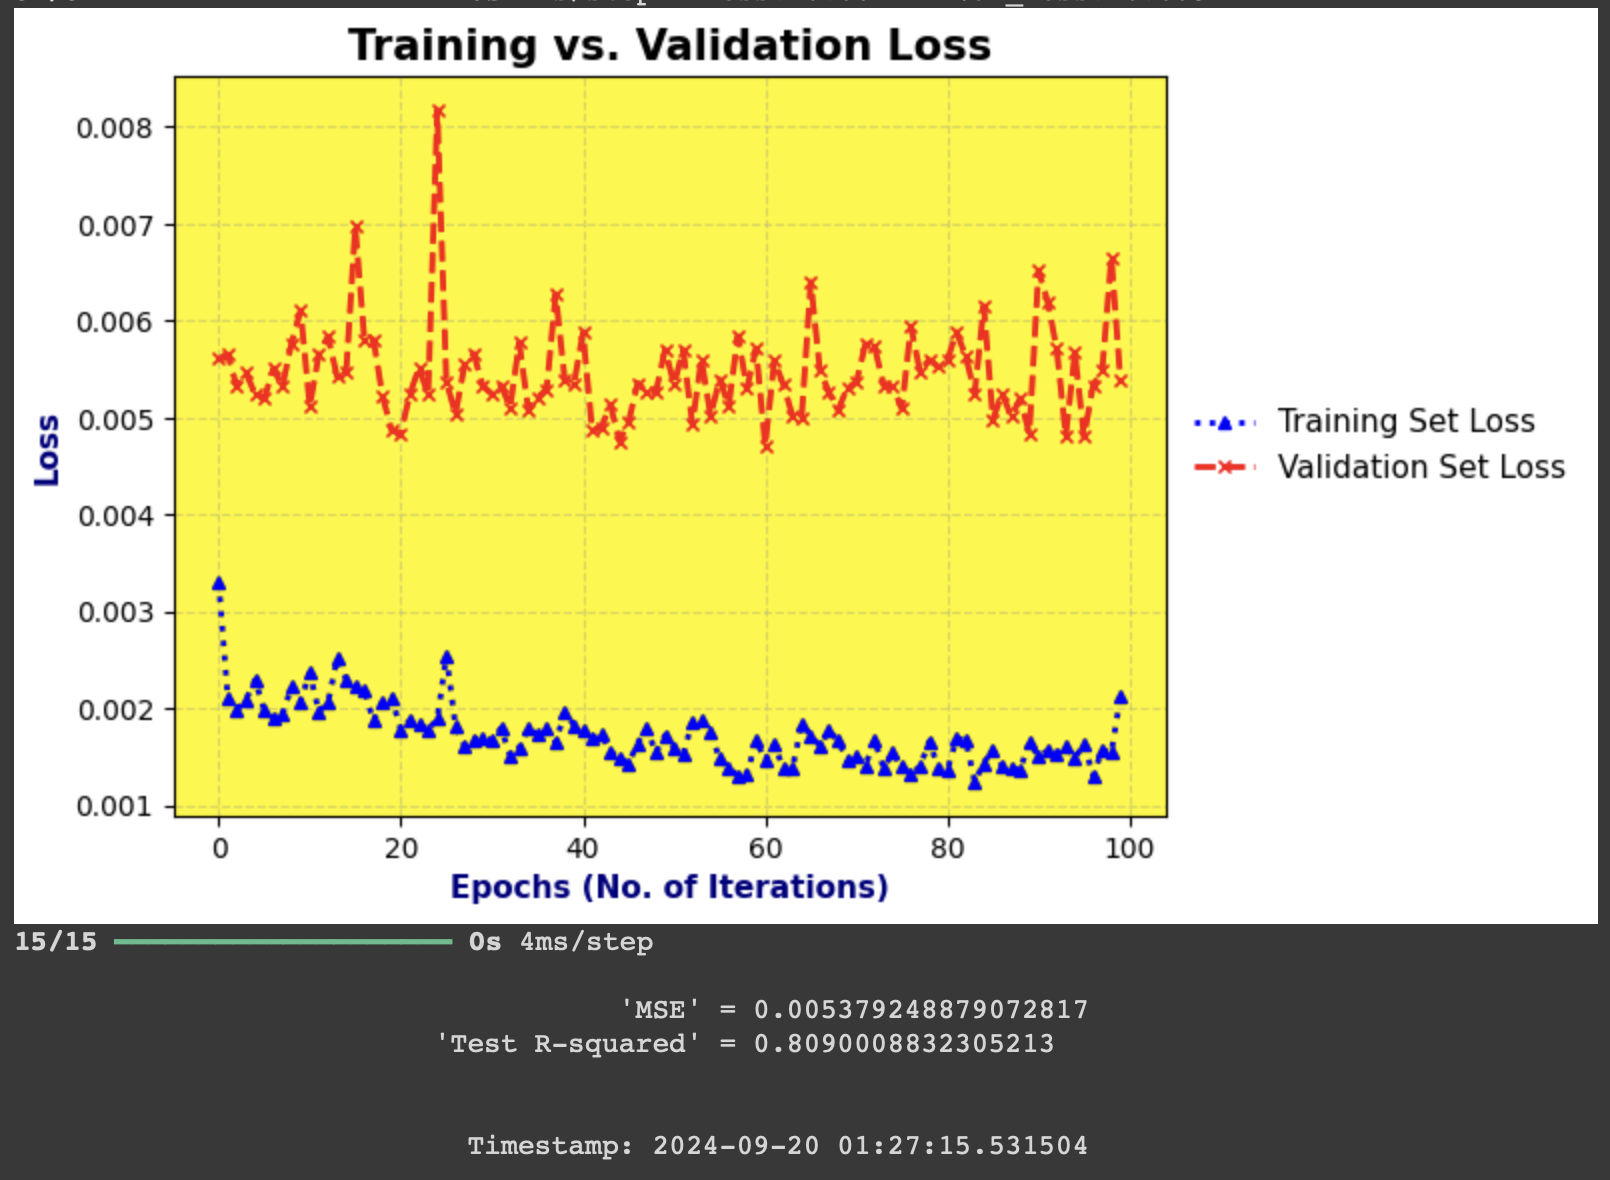 Training vs. Validation Loss
0.008
0.007
0.006
0.005
0.004
0.003
0.002
0.001
Loss
0 20 40 60 80 100
Epochs (No. of Iterations)
Training Set Loss
Validation Set Loss
15/15 0s 4ms/step
'MSE' = 0.005379248879072817
'Test R-squared' = 0.8090008832305213
Timestamp: 2024-09-20 01:27:15.531504